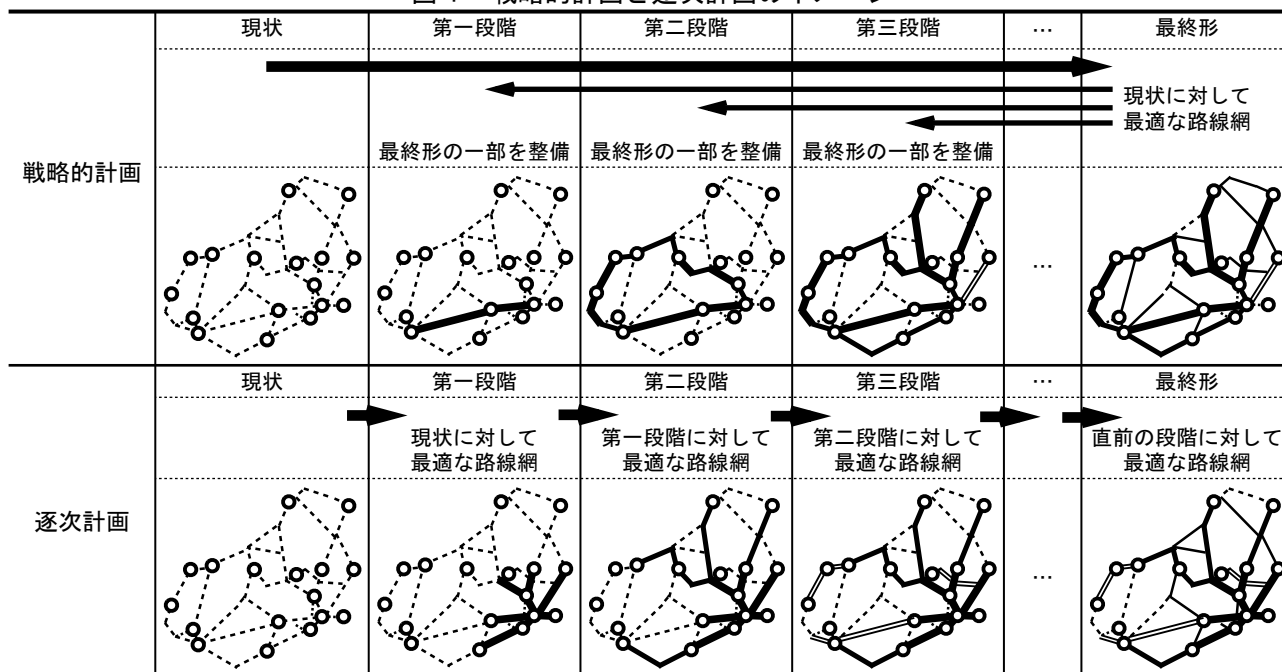 現状
第一段階
第二段階
第三段階
…
最終形
戦略的計画
現状に対して
最適な路線網
最終形の一部を整備
最終形の一部を整備
最終形の一部を整備
…
現状
第一段階
第二段階
第三段階
…
最終形
逐次計画
現状に対して
最適な路線網
第一段階に対して
最適な路線網
第二段階に対して
最適な路線網
直前の段階に対して
最適な路線網
…